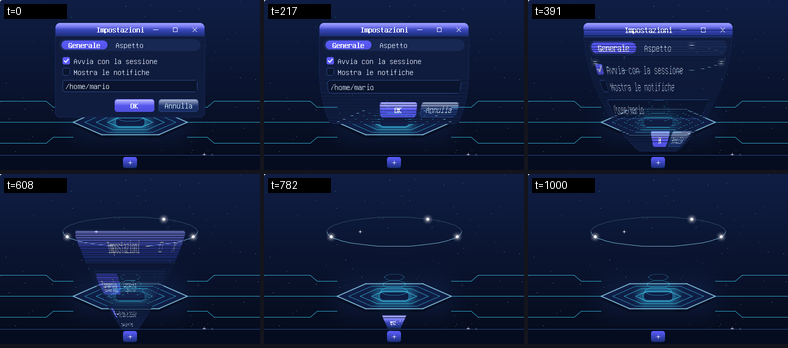 t=0
Impostazioni
Generale Aspetto
Avvia con la sessione
Mostra le notifiche
/home/mario
OK Annulla
+
t=217
Impostazioni
Generale Aspetto
Avvia con la sessione
Mostra le notifiche
/home/mario
OK Annulla
+
t=391
Impostazioni
Generale Aspetto
Avvia con la sessione
Mostra le notifiche
/home/mario
+
t=608
Impostazioni
+
t=782
+
t=1000
+